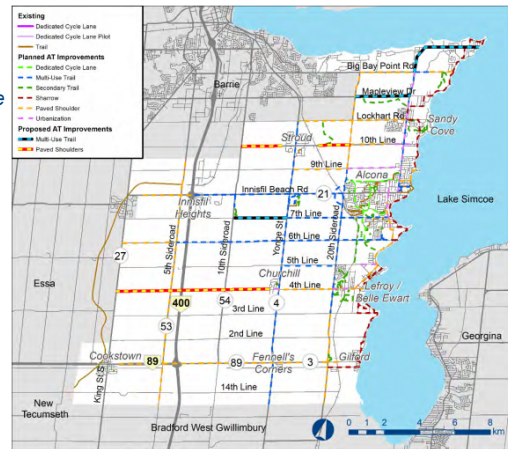 e
Existing
Dedicated Cycle Lane
Dedicated Cycle Lane Pilot
Trail
Planned AT Improvements
Dedicated Cycle Lane
Multi-Use Trail
Secondary Trail
Sharrow
Paved Shoulder
Urbanization
Proposed AT Improvements
Multi-Use Trail
Paved Shoulders
Barrie
Big Bay Point Rd
Mapleview Dr
Lockhart Rd
Sandy
Cove
Stroud
10th Line
9th Line
Alcona
Innisfil Beach Rd
21
Lake Simcoe
Innisfil
Heights
7th Line
6th Line
5th Sideroad
10th Sideroad
Yonge St
20th Sideroad
27
5th Line
Churchill
4th Line
Essa
400
54
4
Lefroy /
Belle Ewart
3rd Line
53
2nd Line
Georgina
Cookstown
89
89
Fennell's
Corners
3
Gilford
King St S
14th Line
New
Tecumseth
Bradford West Gwillimbury
0 2 4 6 8
km